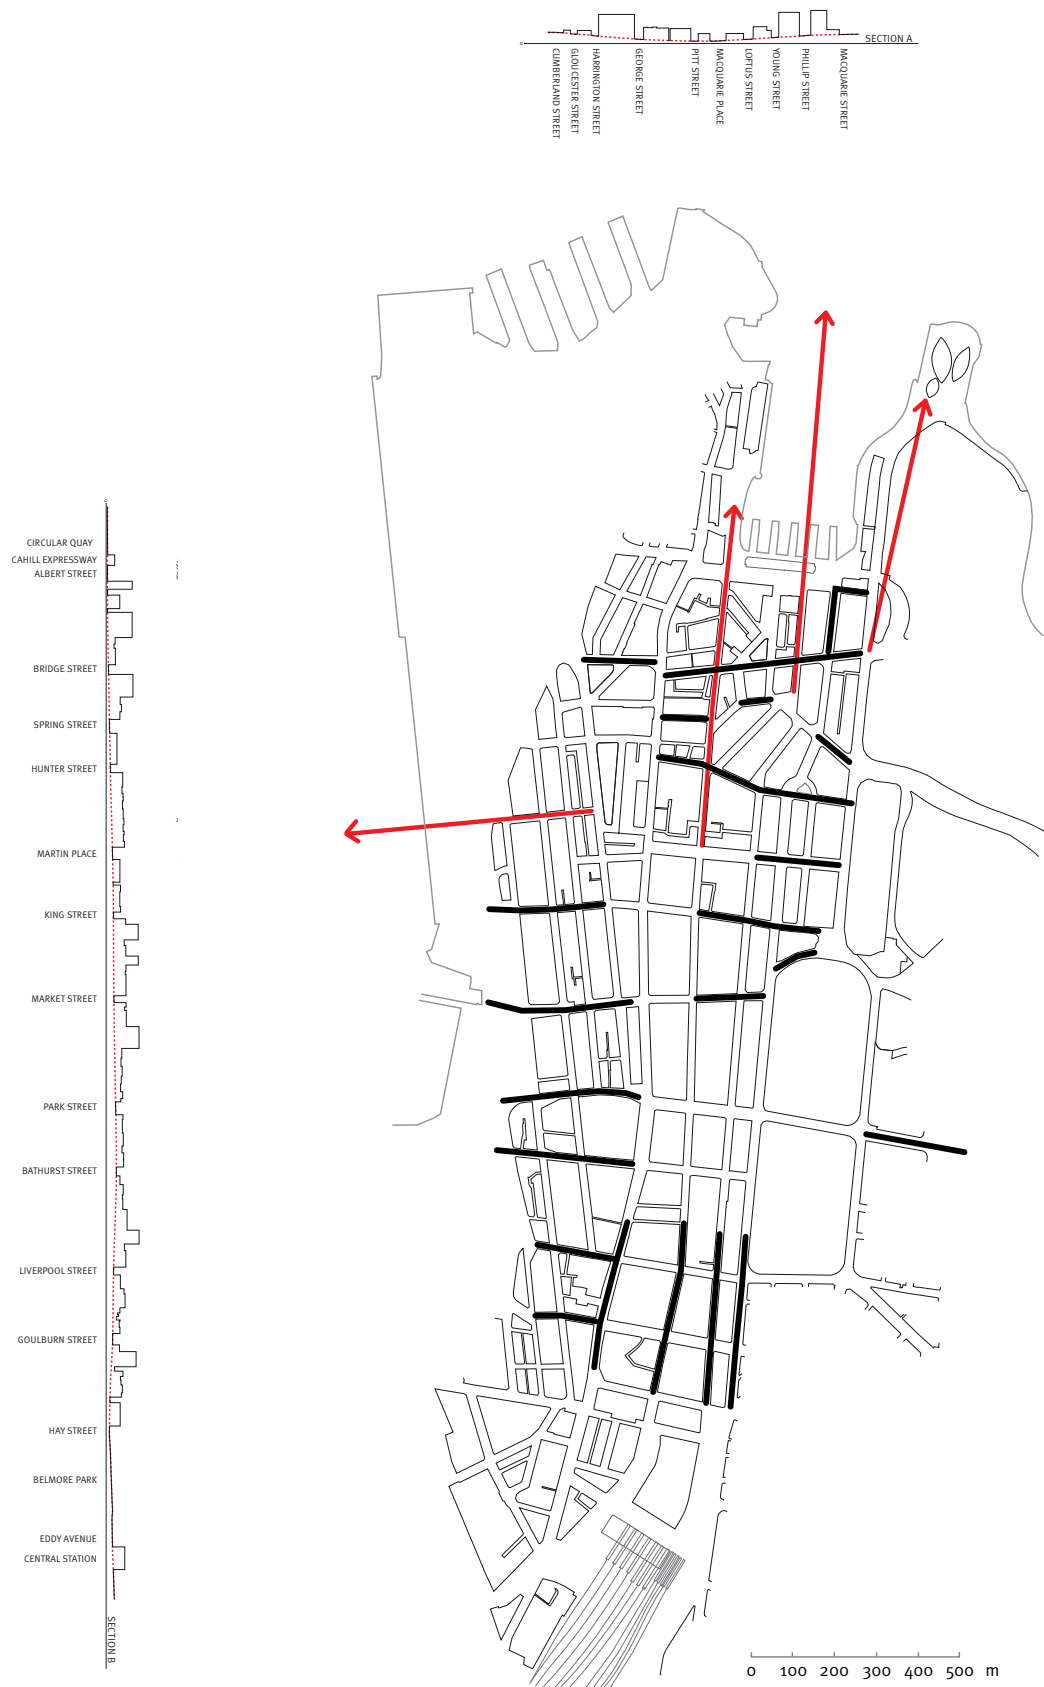 SECTION A
CUMBERLAND STREET
GLOUCESTER STREET
HARRINGTON STREET
GEORGE STREET
PITT STREET
MACQUARIE PLACE
LOFTUS STREET
YOUNG STREET
PHILLIP STREET
MACQUARIE STREET
CIRCULAR QUAY
CAHILL EXPRESSWAY
ALBERT STREET
BRIDGE STREET
SPRING STREET
HUNTER STREET
MARTIN PLACE
KING STREET
MARKET STREET
PARK STREET
BATHURST STREET
LIVERPOOL STREET
GOULBURN STREET
HAY STREET
BELMORE PARK
EDDY AVENUE
CENTRAL STATION
SECTION B
0 100 200 300 400 500 m